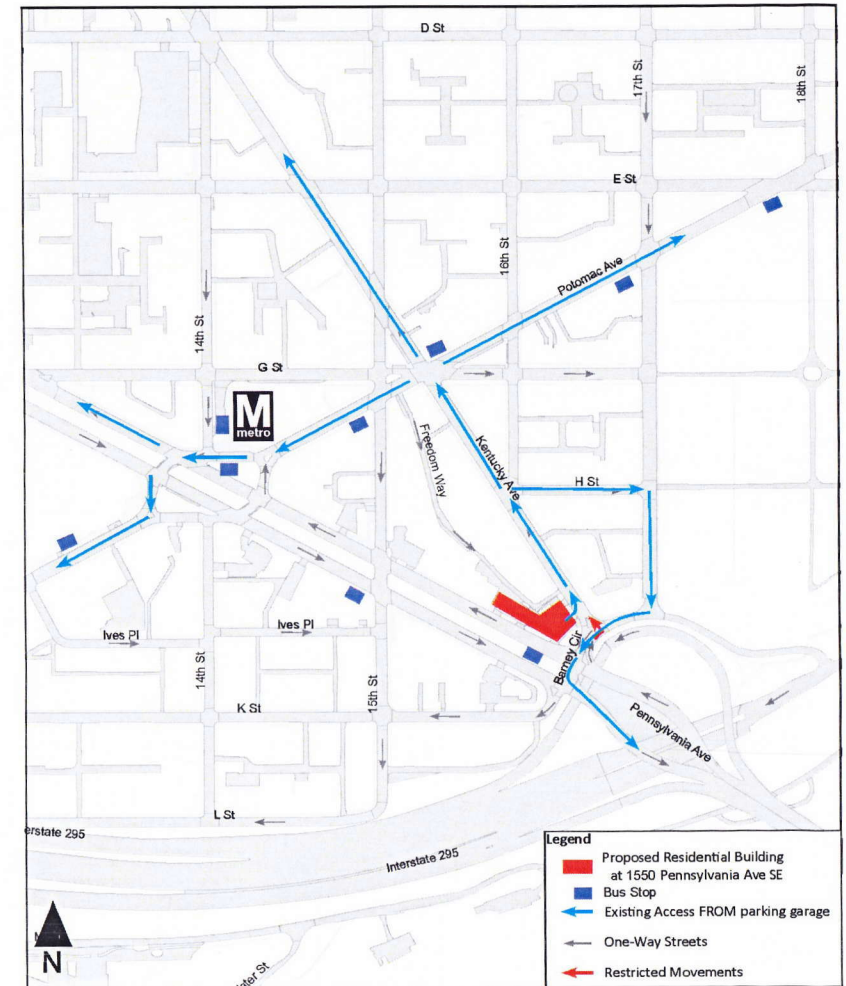 D St
17th St
18th St
E St
16th St
Potomac Ave
14th St
G St
M
metro
Freedom Way
Kentucky Ave
H St
Ives Pl
Ives Pl
Barney Cir
14th St
15th St
K St
Pennsylvania Ave
L St
erstate 295
Interstate 295
N
Legend
Proposed Residential Building
at 1550 Pennsylvania Ave SE
Bus Stop
Existing Access FROM parking garage
One-Way Streets
Restricted Movements